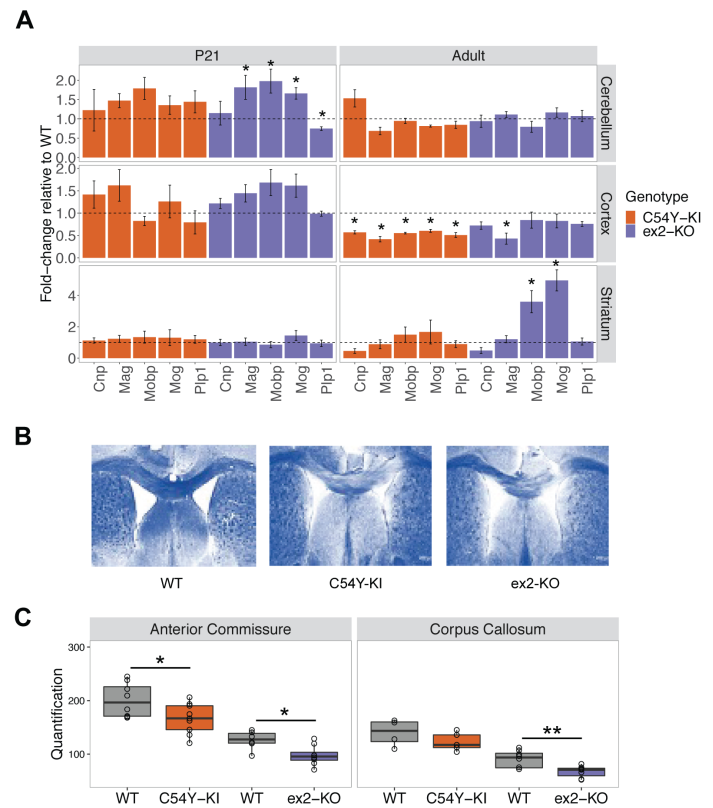 A
P21 Adult
Fold−change relative to WT
2.0
1.5
1.0
0.5
0.0
* * * *
Cerebellum
2.0
1.5
1.0
0.5
0.0
* * * * * *
Cortex
4
2
0
* *
Striatum
Genotype
C54Y−KI
ex2−KO
Cnp Mag Mobp Mog Plp1 Cnp Mag Mobp Mog Plp1 Cnp Mag Mobp Mog Plp1 Cnp Mag Mobp Mog Plp1
B
WT C54Y-KI ex2-KO
C
Anterior Commissure Corpus Callosum
Quantification
300
200
100
* * **
WT C54Y−KI WT ex2−KO WT C54Y−KI WT ex2−KO